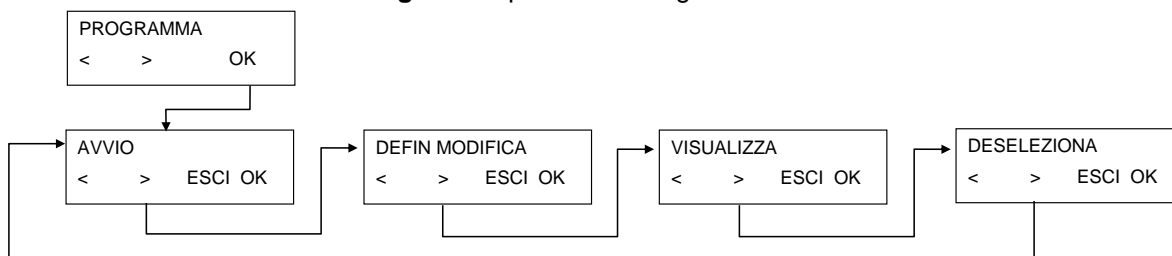 PROGRAMMA
< > OK
AVVIO
< > ESCI OK
DEFIN MODIFICA
< > ESCI OK
VISUALIZZA
< > ESCI OK
DESELEZIONA
< > ESCI OK